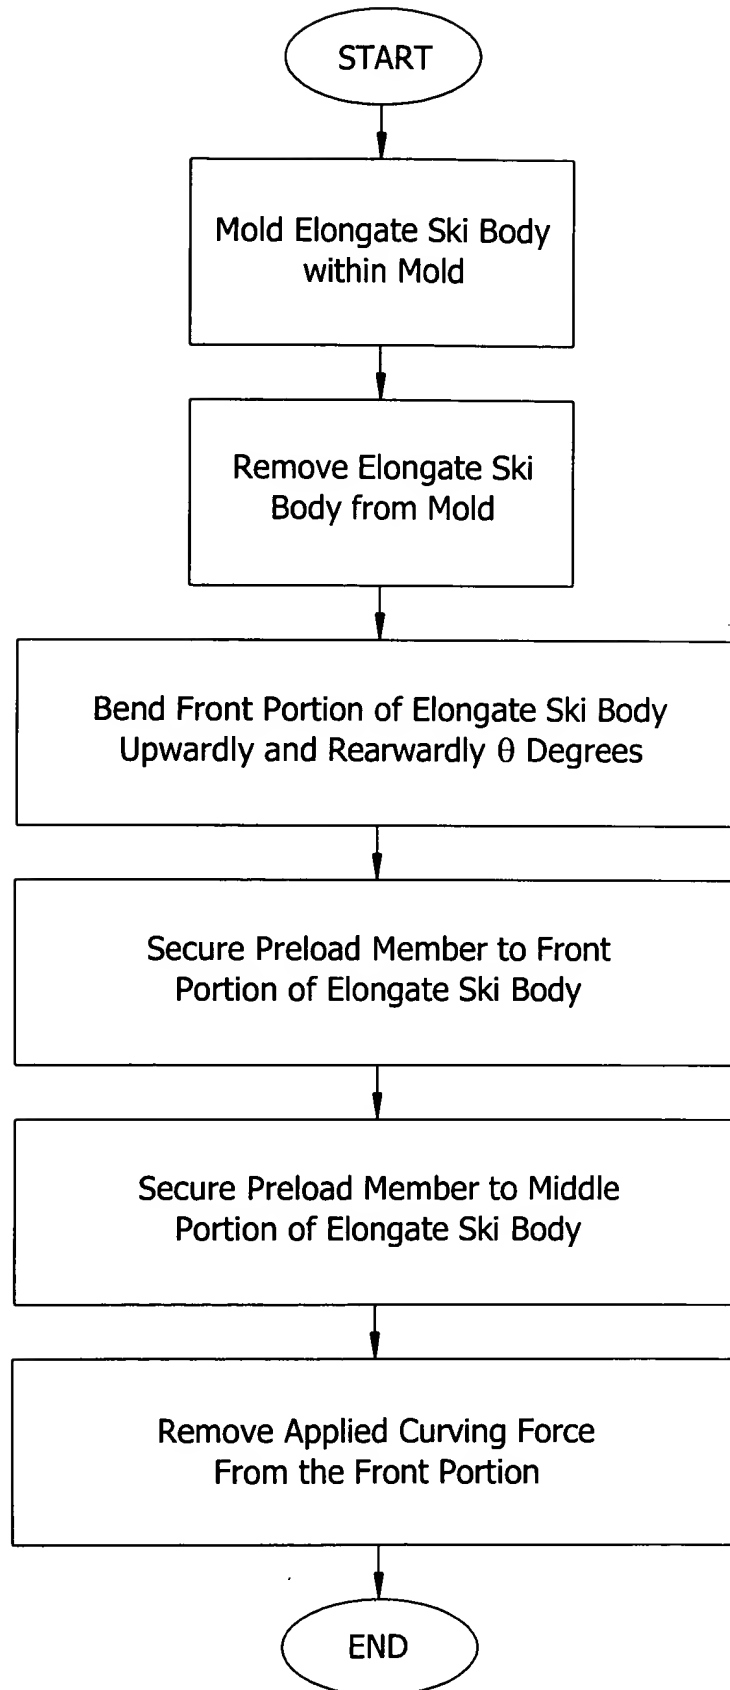 START
Mold Elongate Ski Body
within Mold
Remove Elongate Ski
Body from Mold
Bend Front Portion of Elongate Ski Body
Upwardly and Rearwardly θ Degrees
Secure Preload Member to Front
Portion of Elongate Ski Body
Secure Preload Member to Middle
Portion of Elongate Ski Body
Remove Applied Curving Force
From the Front Portion
END